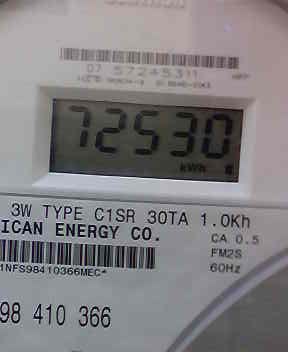 07 57245311
72530
kWh
3W TYPE C1SR 30TA 1.0Kh
ICAN ENERGY CO.
CA 0.5
FM2S
1NFS98410366MEC*
60Hz
98 410 366